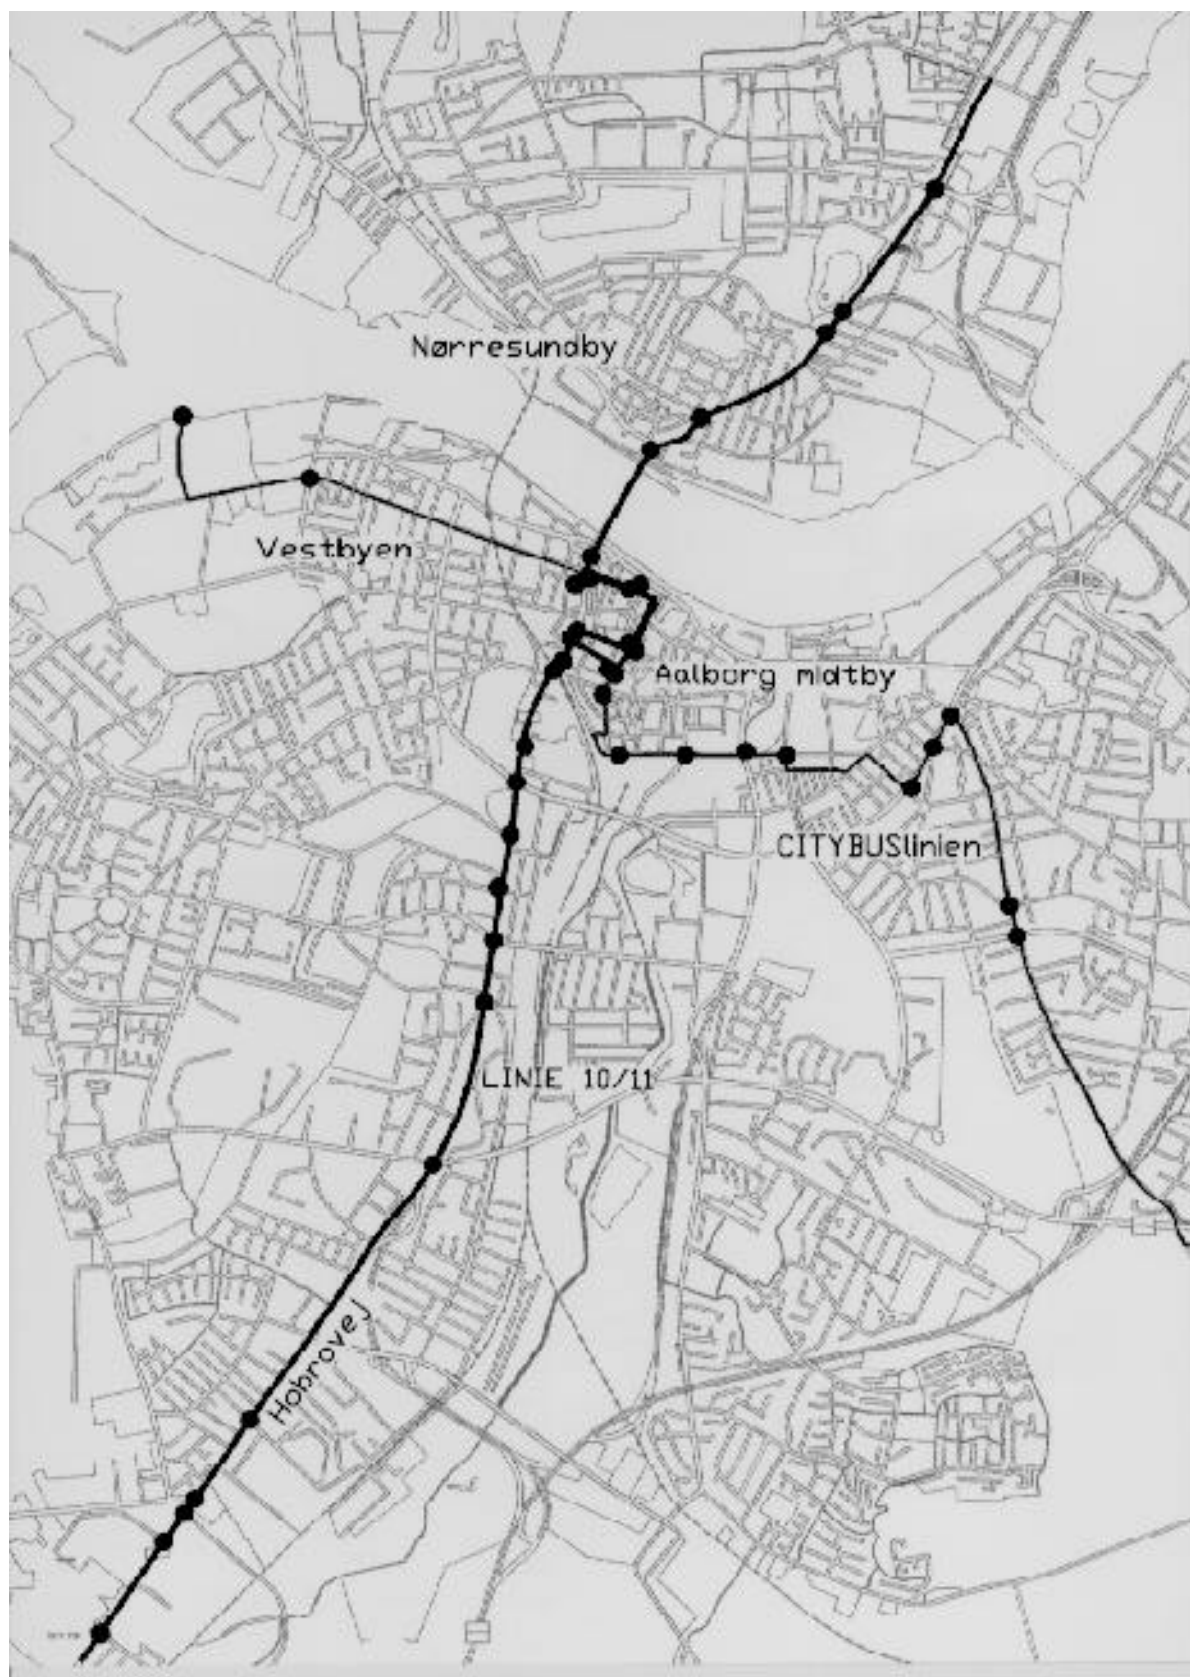 Nørresundby
Vestbyen
Aalborg midtby
CITYBUSlinien
LINIE 10/11
Hobrovej